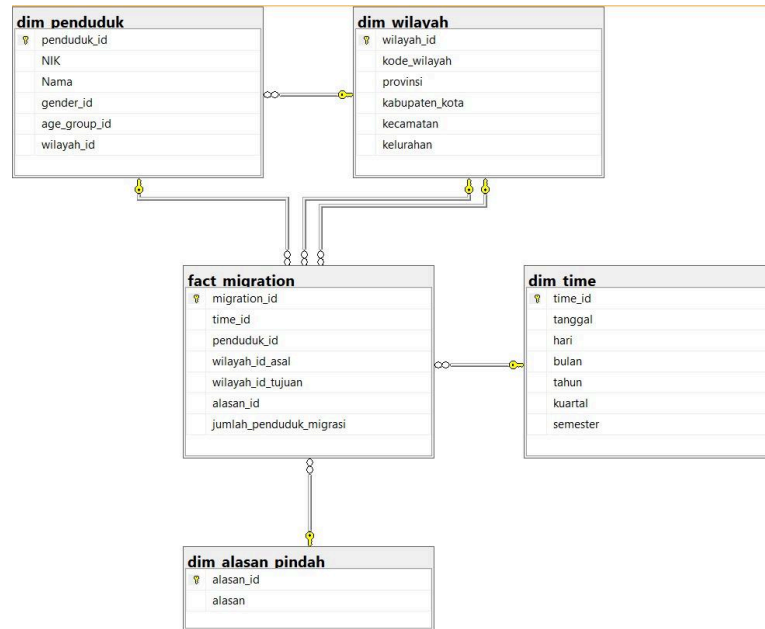 dim_penduduk
penduduk_id
NIK
Nama
gender_id
age_group_id
wilayah_id
dim_wilayah
wilayah_id
kode_wilayah
provinsi
kabupaten_kota
kecamatan
kelurahan
fact_migration
migration_id
time_id
penduduk_id
wilayah_id_asal
wilayah_id_tujuan
alasan_id
jumlah_penduduk_migrasi
dim_time
time_id
tanggal
hari
bulan
tahun
kuartal
semester
dim_alasan_pindah
alasan_id
alasan